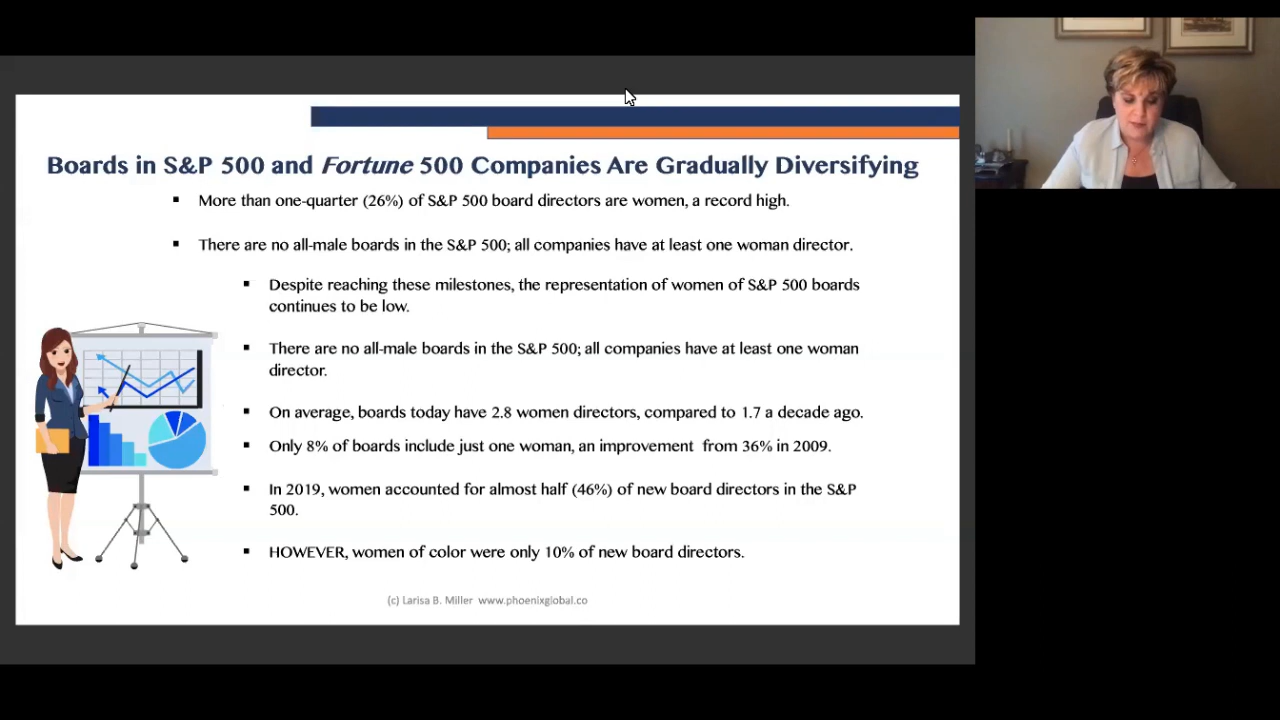 Boards in S&P 500 and Fortune 500 Companies Are Gradually Diversifying
▪ More than one-quarter (26%) of S&P 500 board directors are women, a record high.
▪ There are no all-male boards in the S&P 500; all companies have at least one woman director.
▪ Despite reaching these milestones, the representation of women of S&P 500 boards
continues to be low.
▪ There are no all-male boards in the S&P 500; all companies have at least one woman
director.
▪ On average, boards today have 2.8 women directors, compared to 1.7 a decade ago.
▪ Only 8% of boards include just one woman, an improvement from 36% in 2009.
▪ In 2019, women accounted for almost half (46%) of new board directors in the S&P
500.
▪ HOWEVER, women of color were only 10% of new board directors.
(c) Larisa B. Miller www.phoenixglobal.co